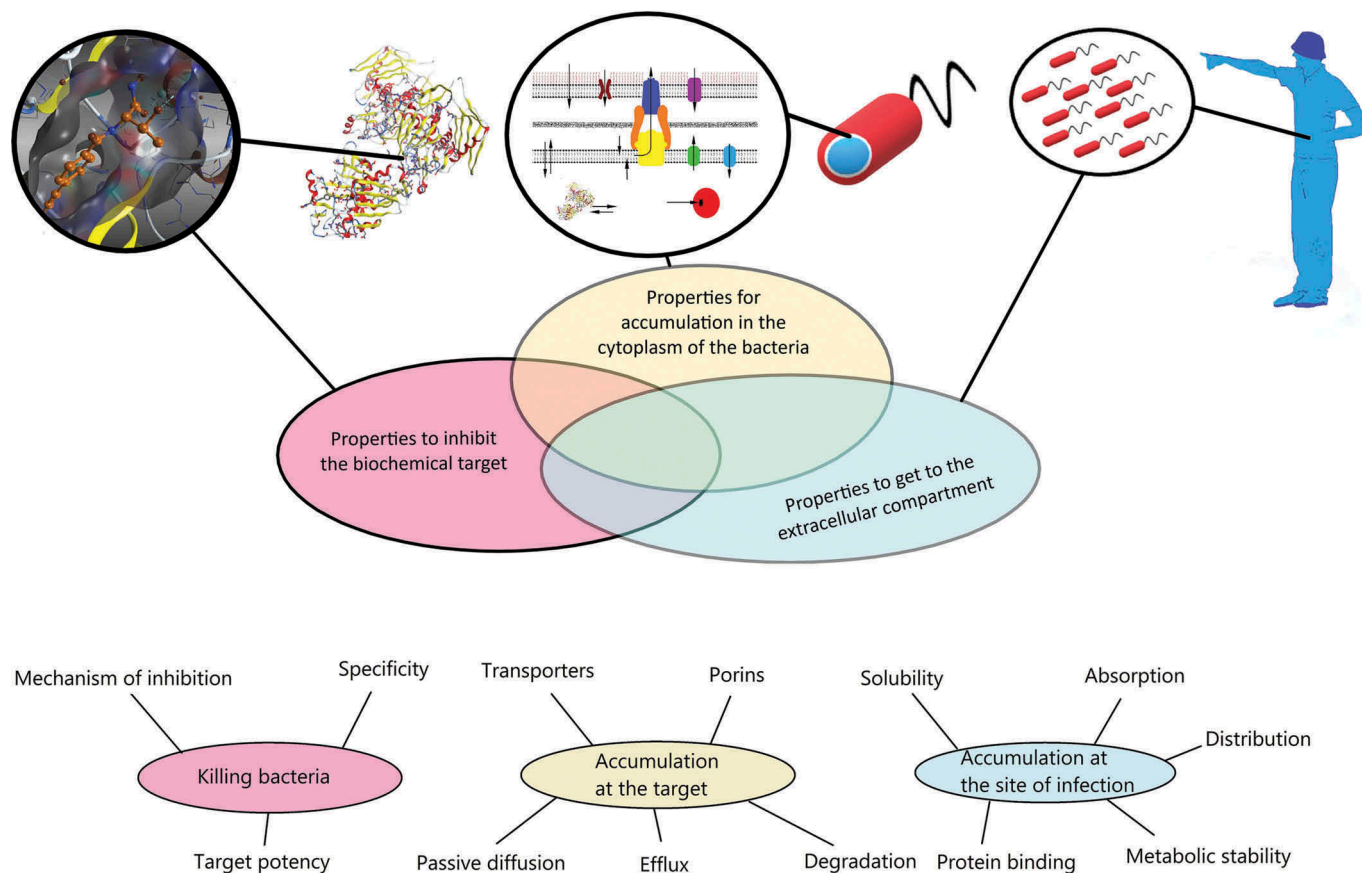 Properties for
accumulation in the
cytoplasm of the bacteria
Properties to inhibit
the biochemical target
Properties to get to the
extracellular compartment
Mechanism of inhibition
Specificity
Killing bacteria
Target potency
Transporters
Porins
Accumulation
at the target
Passive diffusion
Efflux
Degradation
Solubility
Absorption
Distribution
Accumulation at
the site of infection
Protein binding
Metabolic stability